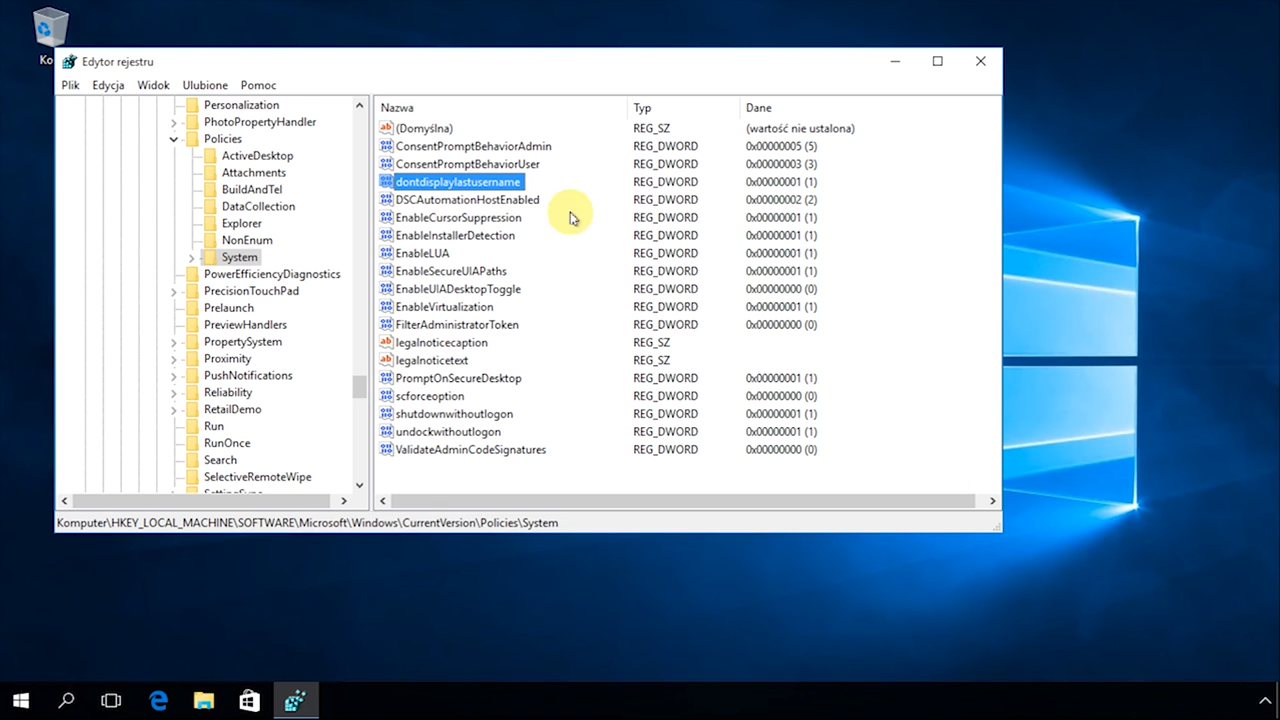 Ko
Edytor rejestru
Plik Edycja Widok Ulubione Pomoc
Personalization
PhotoPropertyHandler
Policies
ActiveDesktop
Attachments
BuildAndTel
DataCollection
Explorer
NonEnum
System
PowerEfficiencyDiagnostics
PrecisionTouchPad
Prelaunch
PreviewHandlers
PropertySystem
Proximity
PushNotifications
Reliability
RetailDemo
Run
RunOnce
Search
SelectiveRemoteWipe
SettingSync
Nazwa Typ Dane
(Domyślna) REG_SZ (wartość nie ustalona)
ConsentPromptBehaviorAdmin REG_DWORD 0x00000005 (5)
ConsentPromptBehaviorUser REG_DWORD 0x00000003 (3)
dontdisplaylastusername REG_DWORD 0x00000001 (1)
DSCAutomationHostEnabled REG_DWORD 0x00000002 (2)
EnableCursorSuppression REG_DWORD 0x00000001 (1)
EnableInstallerDetection REG_DWORD 0x00000001 (1)
EnableLUA REG_DWORD 0x00000001 (1)
EnableSecureUIAPaths REG_DWORD 0x00000001 (1)
EnableUIADesktopToggle REG_DWORD 0x00000000 (0)
EnableVirtualization REG_DWORD 0x00000001 (1)
FilterAdministratorToken REG_DWORD 0x00000000 (0)
legalnoticecaption REG_SZ
legalnoticetext REG_SZ
PromptOnSecureDesktop REG_DWORD 0x00000001 (1)
scforceoption REG_DWORD 0x00000000 (0)
shutdownwithoutlogon REG_DWORD 0x00000001 (1)
undockwithoutlogon REG_DWORD 0x00000001 (1)
ValidateAdminCodeSignatures REG_DWORD 0x00000000 (0)
Komputer\HKEY_LOCAL_MACHINE\SOFTWARE\Microsoft\Windows\CurrentVersion\Policies\System